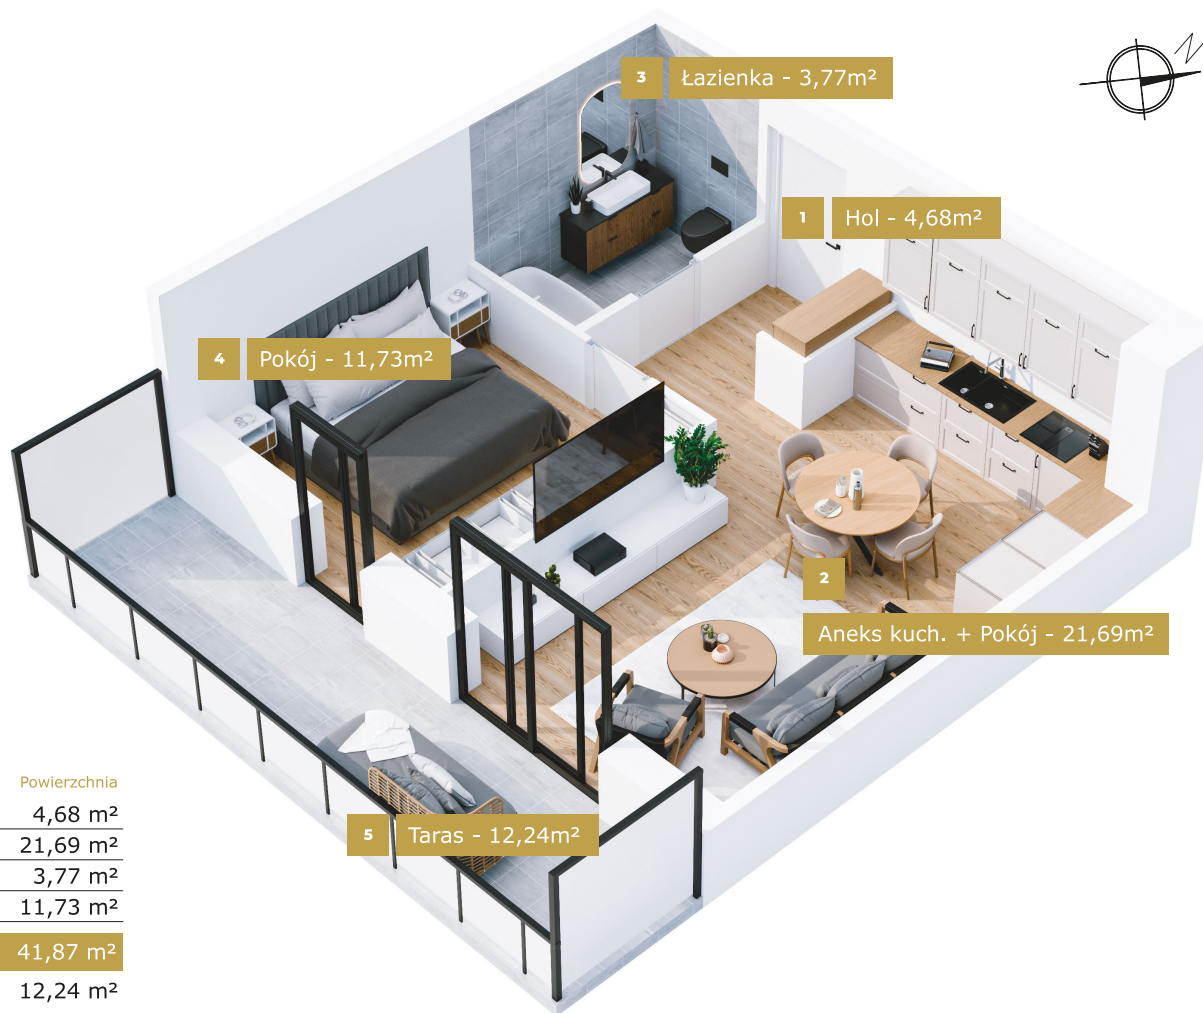 N
3 Łazienka - 3,77m²
1 Hol - 4,68m²
4 Pokój - 11,73m²
2
Aneks kuch. + Pokój - 21,69m²
5 Taras - 12,24m²
Powierzchnia
4,68 m²
21,69 m²
3,77 m²
11,73 m²
41,87 m²
12,24 m²